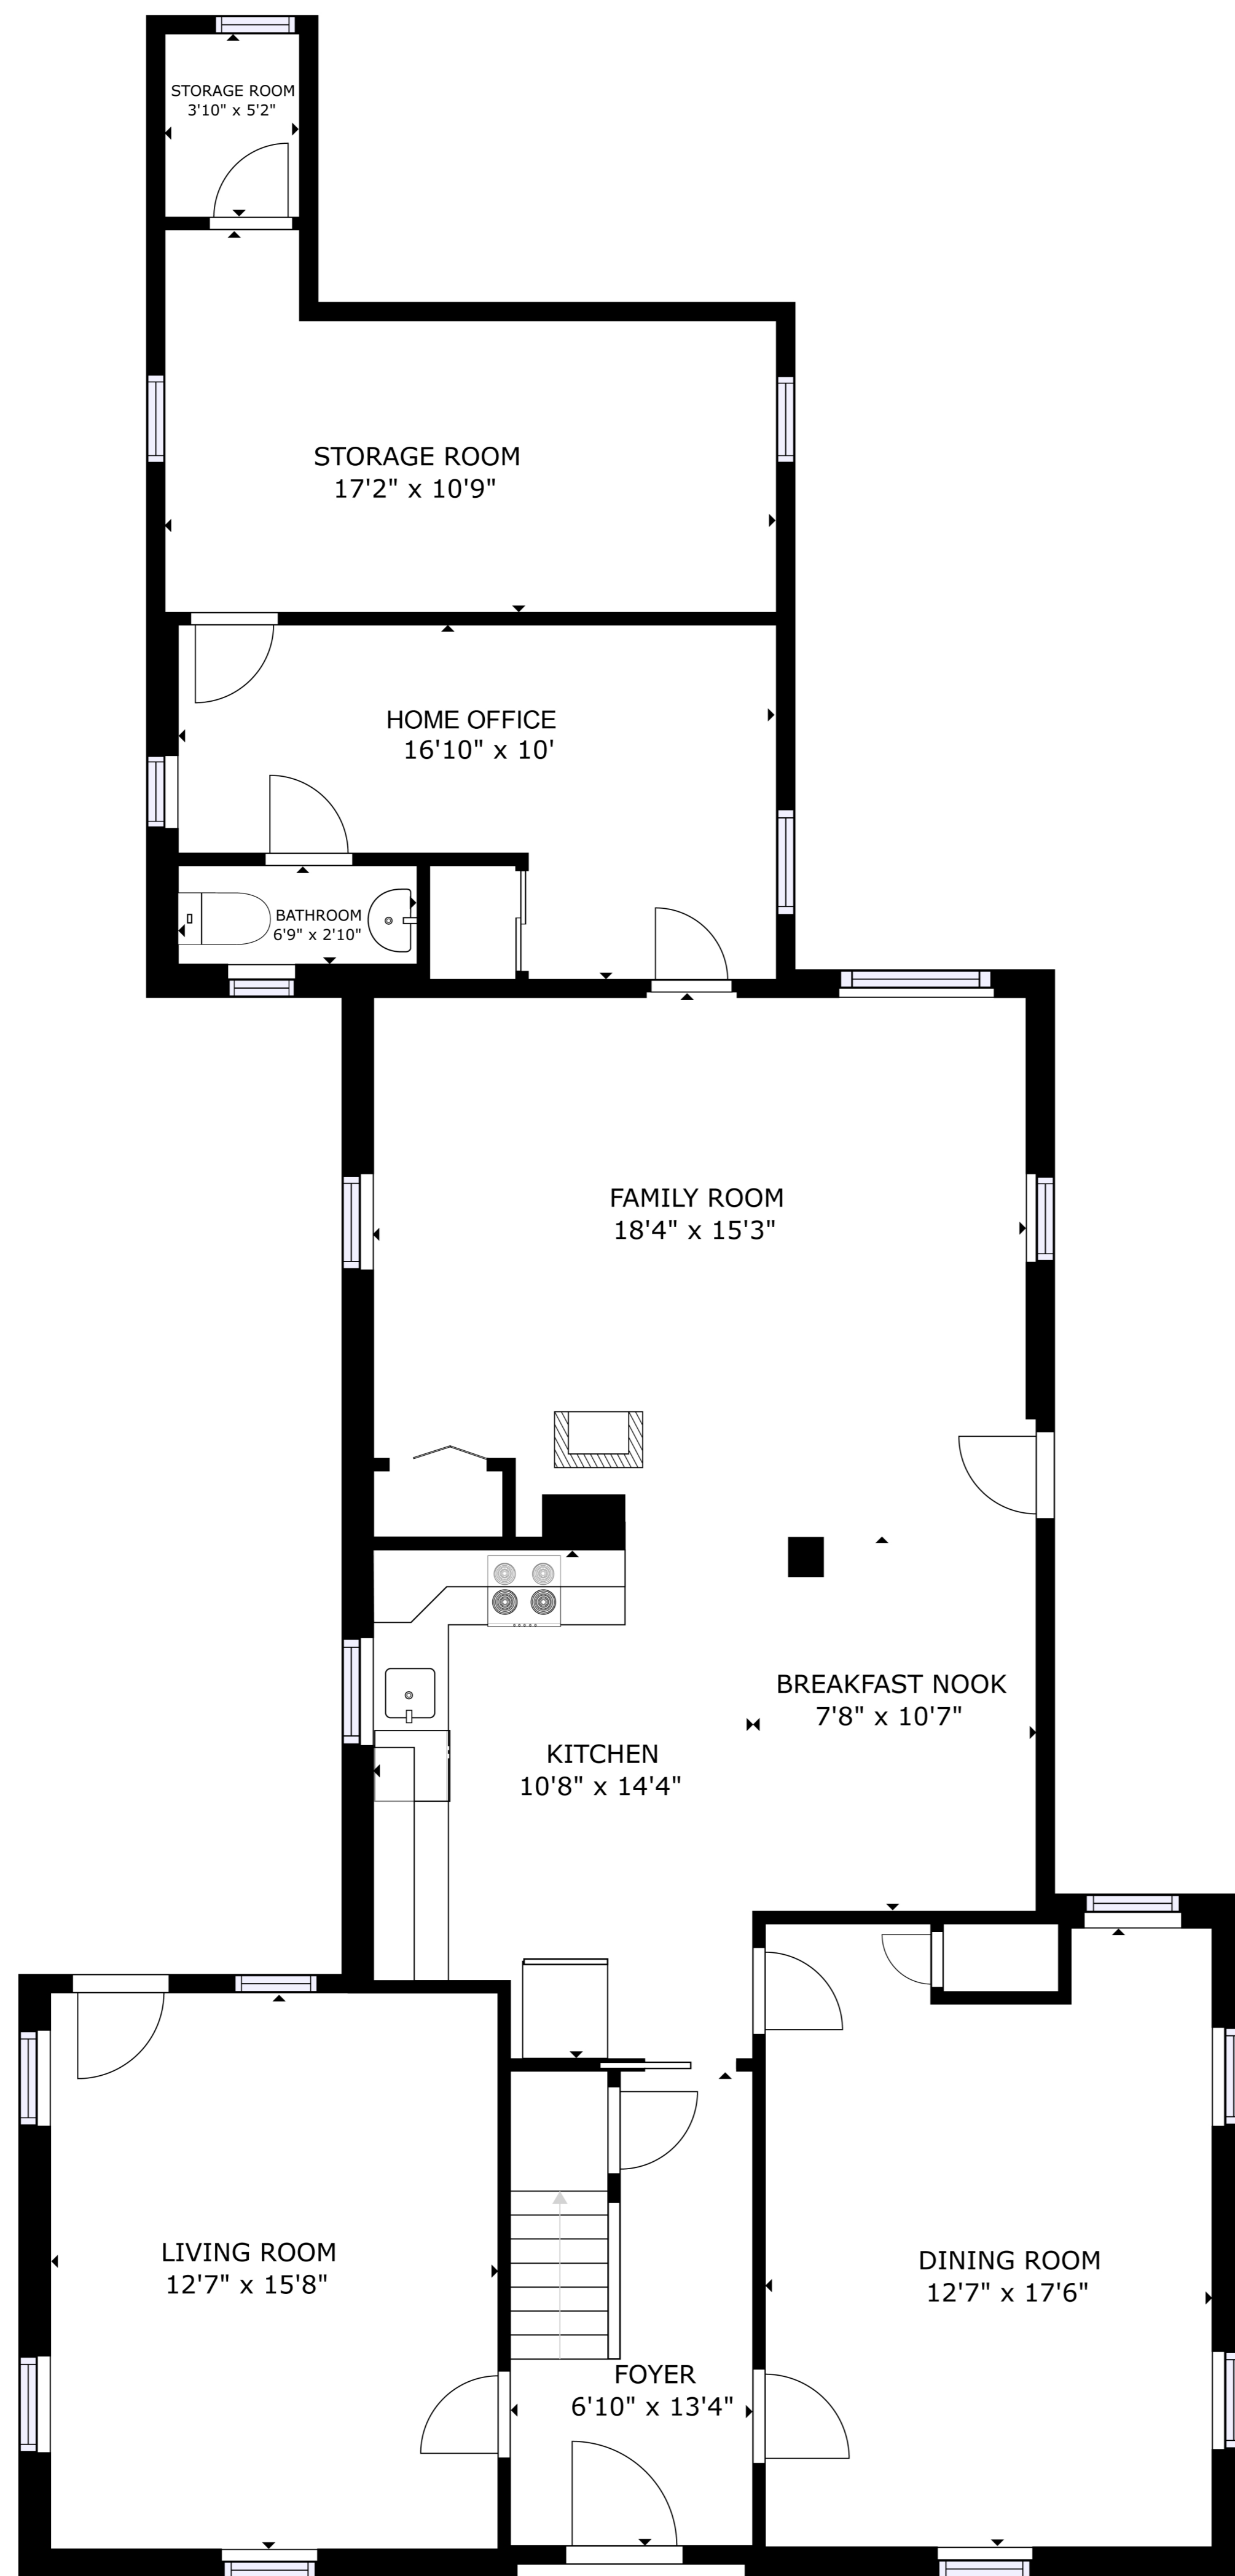 STORAGE ROOM
3'10" x 5'2"
STORAGE ROOM
17'2" x 10'9"
HOME OFFICE
16'10" x 10'
BATHROOM
6'9" x 2'10"
FAMILY ROOM
18'4" x 15'3"
BREAKFAST NOOK
7'8" x 10'7"
KITCHEN
10'8" x 14'4"
LIVING ROOM
12'7" x 15'8"
DINING ROOM
12'7" x 17'6"
FOYER
6'10" x 13'4"